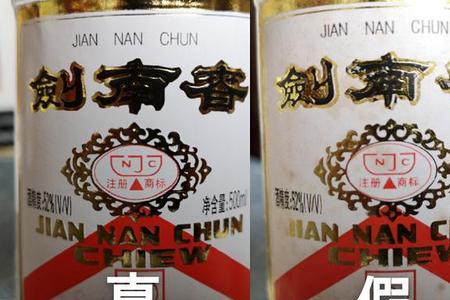 JIAN NAN CHUN
劍南春
NJC
注册 商标
酒精度:52%(V/V)
净含量:500ml
JIAN NAN CHUN
CHIEW
真
JIAN NAN CHUN
劍南
NJC
注册 商标
酒精度:52%(V/V)
JIAN NAN CHUN
CHIEW
假